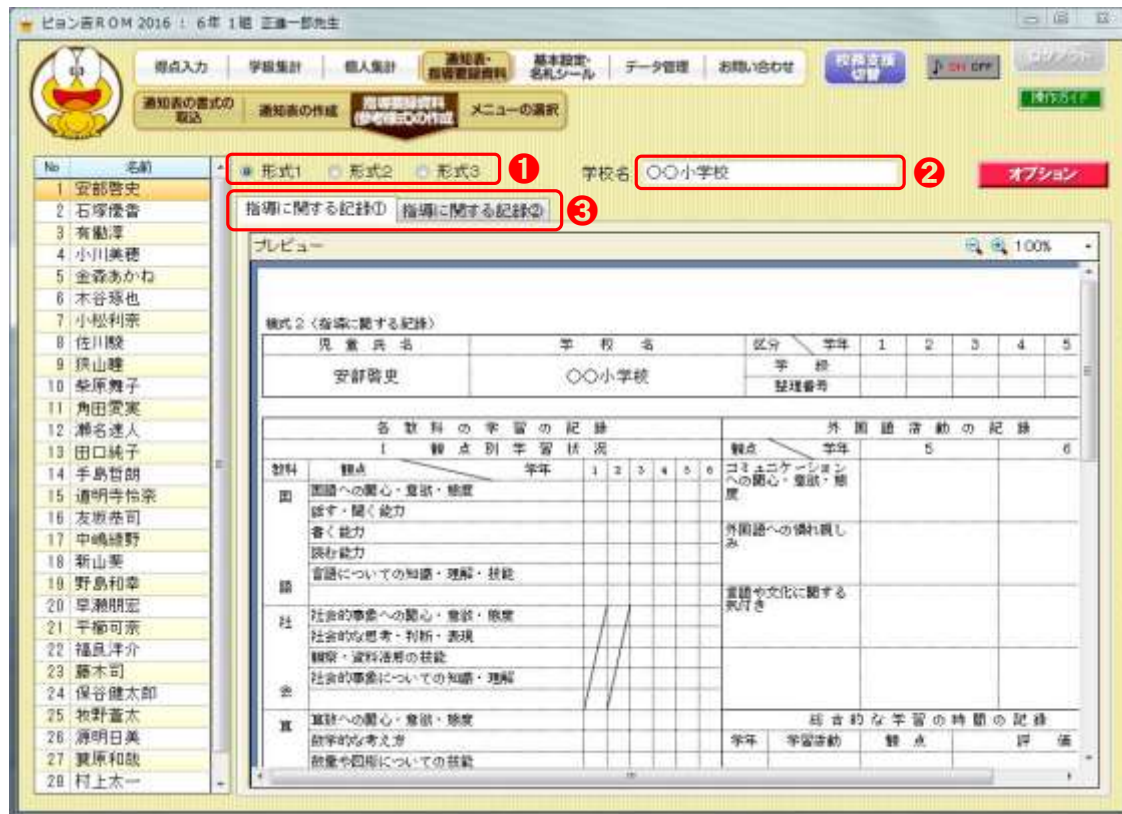 ピョン吉ROM 2016 : 6年 1組 正進一郎先生
得点入力 学級集計 個人集計 通知表・指導要録資料 基本設定・名札シール データ管理 お問い合わせ 校務支援切替 ♪ ON OFF ログアウト
操作ガイド
通知表の書式の取込 通知表の作成 指導要録資料(参考様式)の作成 メニューの選択
No 名前
1 安部啓史
2 石塚優香
3 有働淳
4 小川美穂
5 金森あかね
6 木谷琢也
7 小松利奈
8 佐川駿
9 狭山瞳
10 柴原舞子
11 角田愛実
12 瀬名達人
13 田口純子
14 手島哲朗
15 道明寺怜奈
16 友坂恭司
17 中嶋綾野
18 新山葵
19 野島和幸
20 早瀬朋宏
21 平櫛可奈
22 福良洋介
23 藤木司
24 保谷健太郎
25 牧野蒼太
26 源明日美
27 簑原和哉
28 村上太一
形式1 形式2 形式3 1 学校名 〇〇小学校 2 オプション
指導に関する記録① 指導に関する記録② 3
プレビュー 100%
様式2(指導に関する記録)
児童氏名 学校名 区分 学年 1 2 3 4 5
安部啓史 〇〇小学校 学級
整理番号
各教科の学習の記録 外国語活動の記録
I 観点別学習状況 観点 学年 5 6
教科 観点 学年 1 2 3 4 5 6
国語
国語への関心・意欲・態度
話す・聞く能力
書く能力
読む能力
言語についての知識・理解・技能
社会
社会的事象への関心・意欲・態度
社会的な思考・判断・表現
観察・資料活用の技能
社会的事象についての知識・理解
算
算数への関心・意欲・態度
数学的な考え方
数量や図形についての技能
コミュニケーション
への関心・意欲・態
度
外国語への慣れ親し
み
言語や文化に関する
気付き
総合的な学習の時間の記録
学年 学習活動 観点 評価